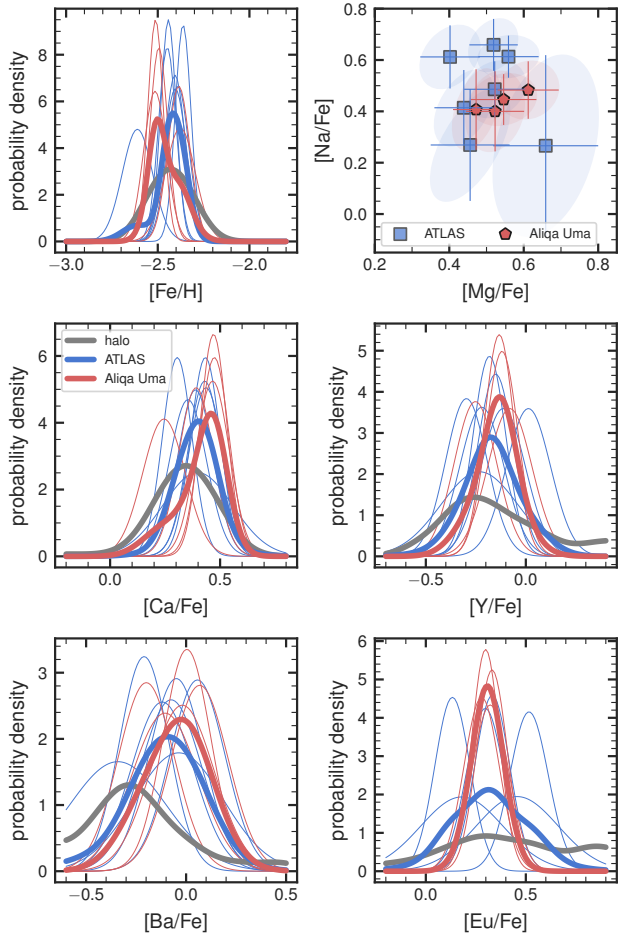 probability density
8
6
4
2
0
−3.0
−2.5
−2.0
[Fe/H]
[Na/Fe]
0.8
0.6
0.4
0.2
0.0
ATLAS
Aliqa Uma
0.2
0.4
0.6
0.8
[Mg/Fe]
probability density
6
4
2
0
halo
ATLAS
Aliqa Uma
0.0
0.5
[Ca/Fe]
probability density
5
4
3
2
1
0
−0.5
0.0
[Y/Fe]
probability density
3
2
1
0
−0.5
0.0
0.5
[Ba/Fe]
probability density
6
5
4
3
2
1
0
0.0
0.5
[Eu/Fe]